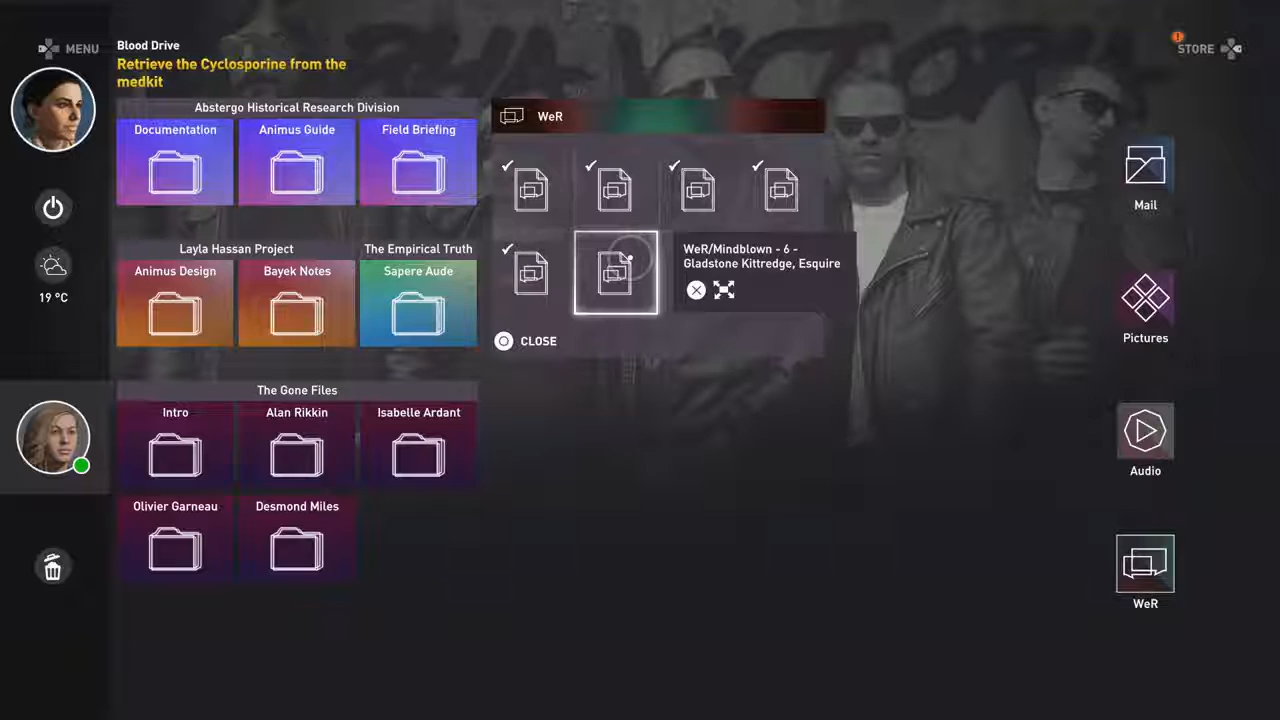 MENU
Blood Drive
Retrieve the Cyclosporine from the
medkit
STORE
Abstergo Historical Research Division
Documentation
Animus Guide
Field Briefing
WeR
Layla Hassan Project
The Empirical Truth
Animus Design
Bayek Notes
Sapere Aude
WeR/Mindblown - 6 -
Gladstone Kittredge, Esquire
CLOSE
19 °C
The Gone Files
Intro
Alan Rikkin
Isabelle Ardant
Olivier Garneau
Desmond Miles
Mail
Pictures
Audio
WeR